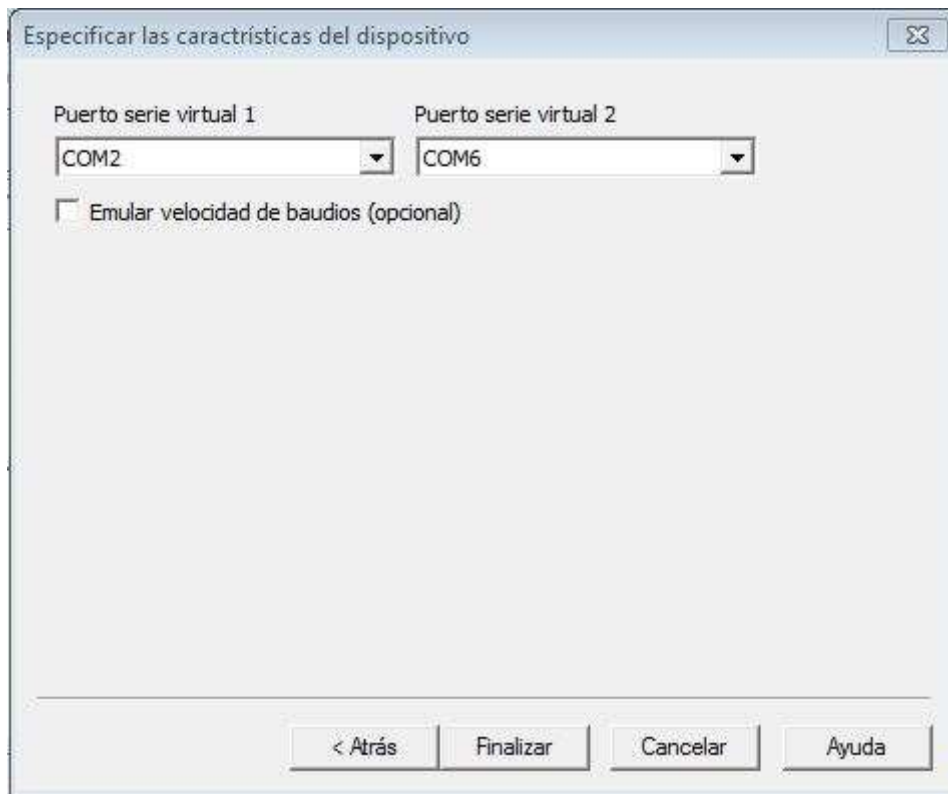 Especificar las caractrísticas del dispositivo
Puerto serie virtual 1 Puerto serie virtual 2
COM2 COM6
Emular velocidad de baudios (opcional)
< Atrás Finalizar Cancelar Ayuda